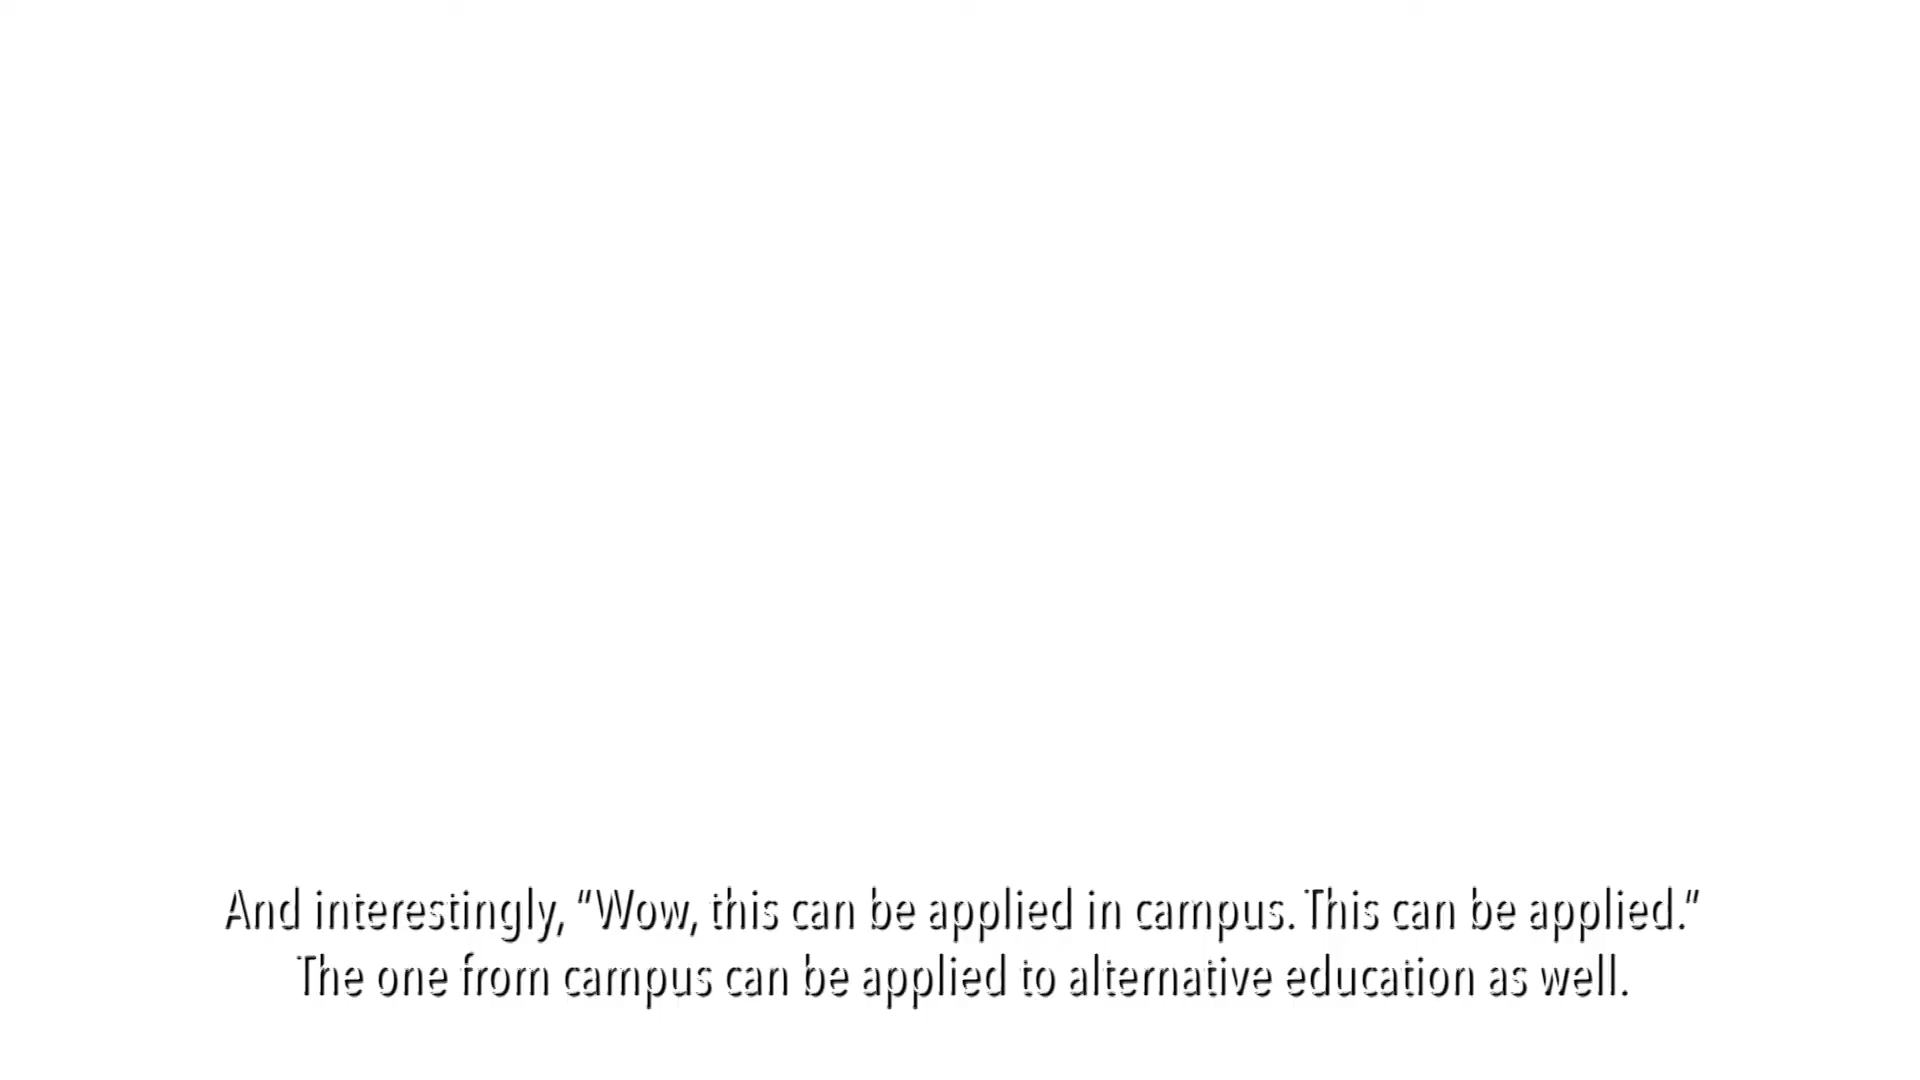 And interestingly, “Wow, this can be applied in campus. This can be applied.”
The one from campus can be applied to alternative education as well.